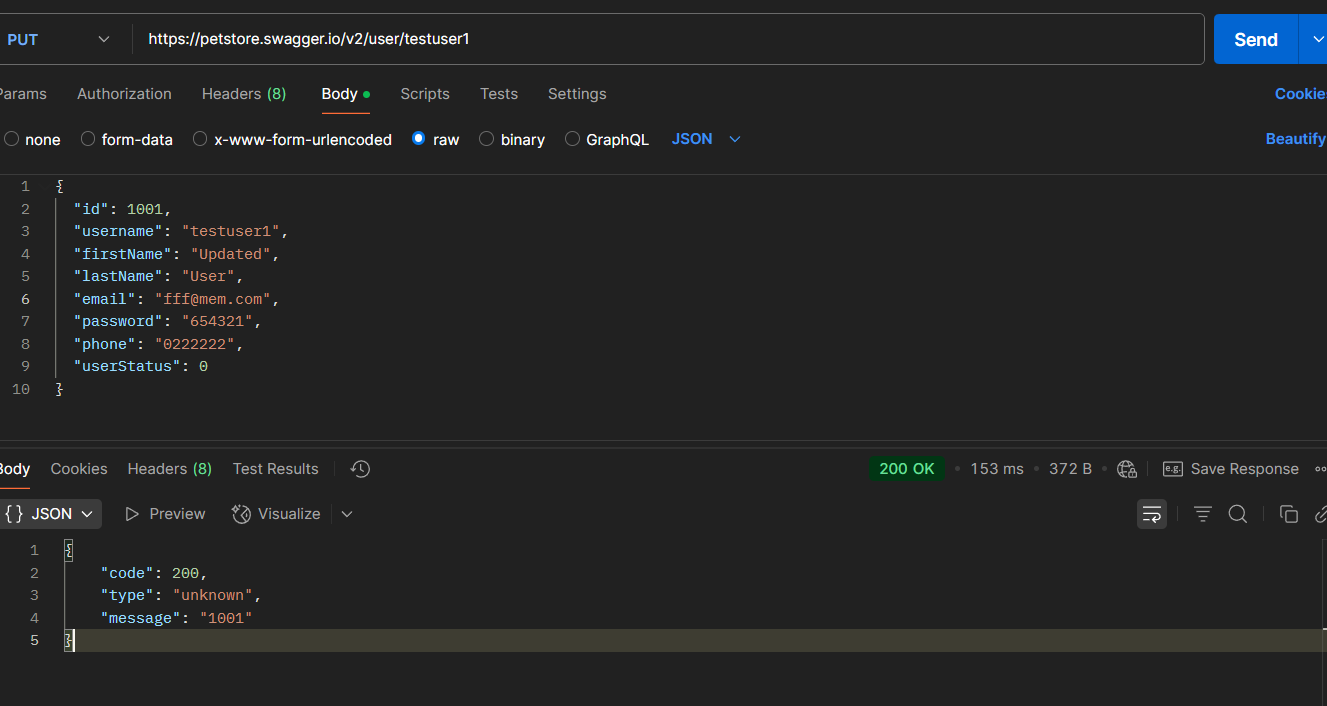 PUT https://petstore.swagger.io/v2/user/testuser1 Send
Params Authorization Headers (8) Body Scripts Tests Settings Cookies
none form-data x-www-form-urlencoded raw binary GraphQL JSON Beautify
1 {
2 "id": 1001,
3 "username": "testuser1",
4 "firstName": "Updated",
5 "lastName": "User",
6 "email": "fff@mem.com",
7 "password": "654321",
8 "phone": "0222222",
9 "userStatus": 0
10 }
Body Cookies Headers (8) Test Results 200 OK • 153 ms • 372 B • e.g. Save Response
{} JSON Preview Visualize
1 {
2 "code": 200,
3 "type": "unknown",
4 "message": "1001"
5 }